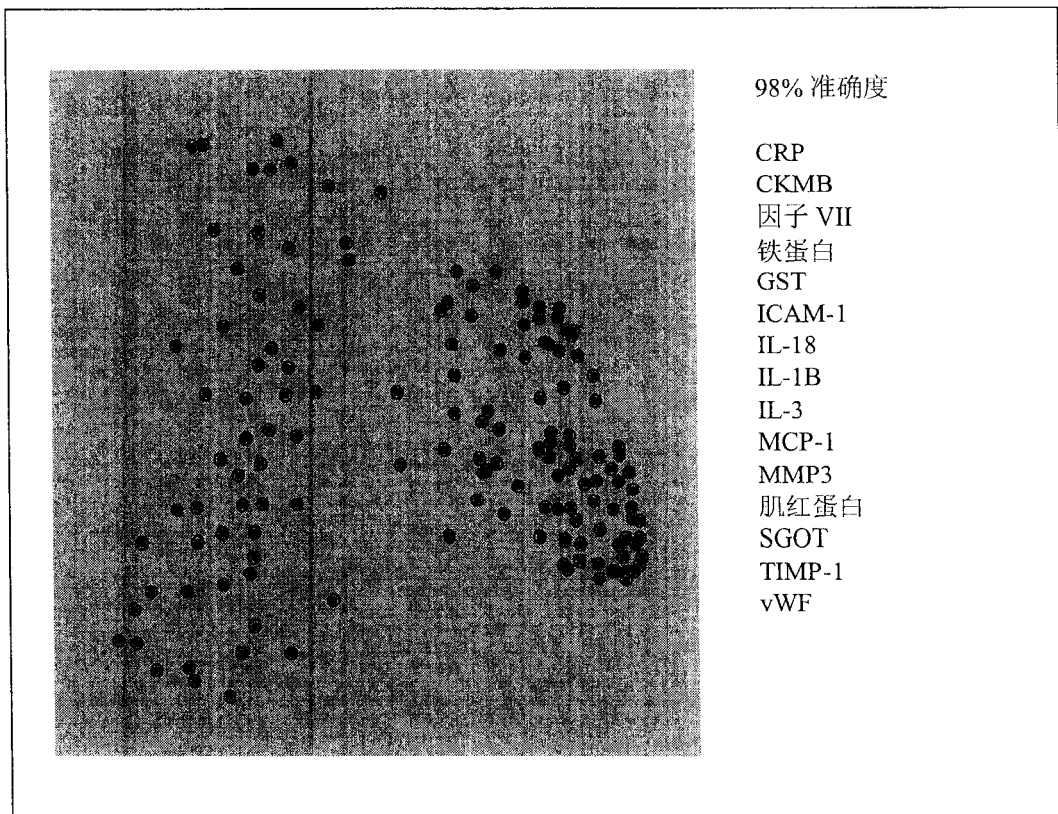 98% 准确度
CRP
CKMB
因子 VII
铁蛋白
GST
ICAM-1
IL-18
IL-1B
IL-3
MCP-1
MMP3
肌红蛋白
SGOT
TIMP-1
vWF